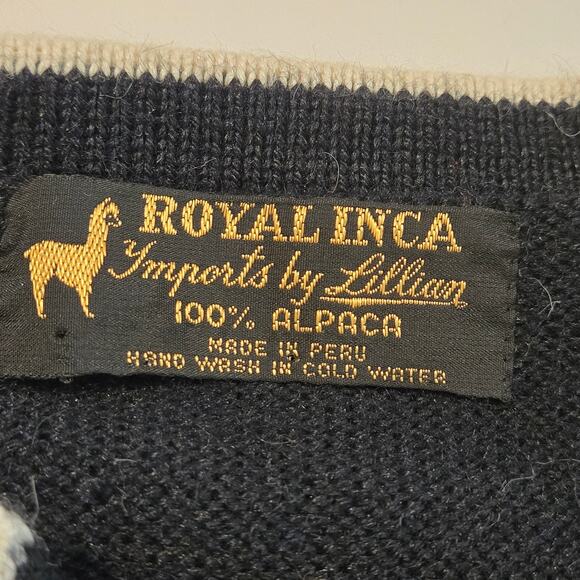 ROYAL INCA
Imports by Lillian
100% ALPACA
MADE IN PERU
HAND WASH IN COLD WATER